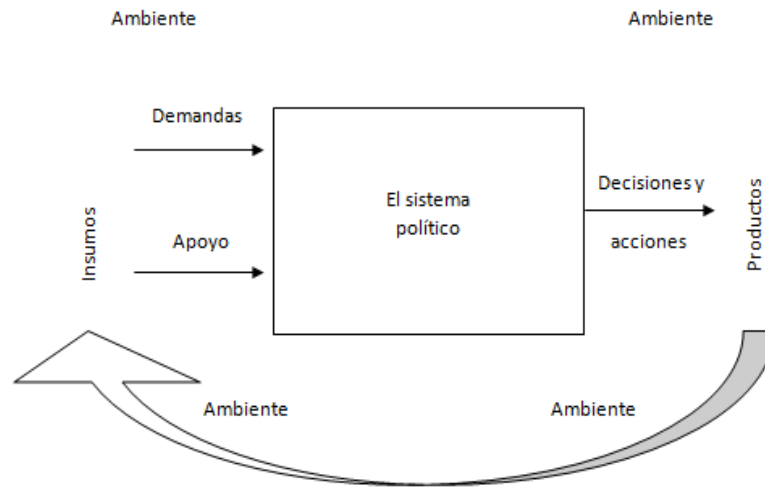 Ambiente
Ambiente
Demandas
Insumos
Apoyo
El sistema
político
Decisiones y
acciones
Productos
Ambiente
Ambiente